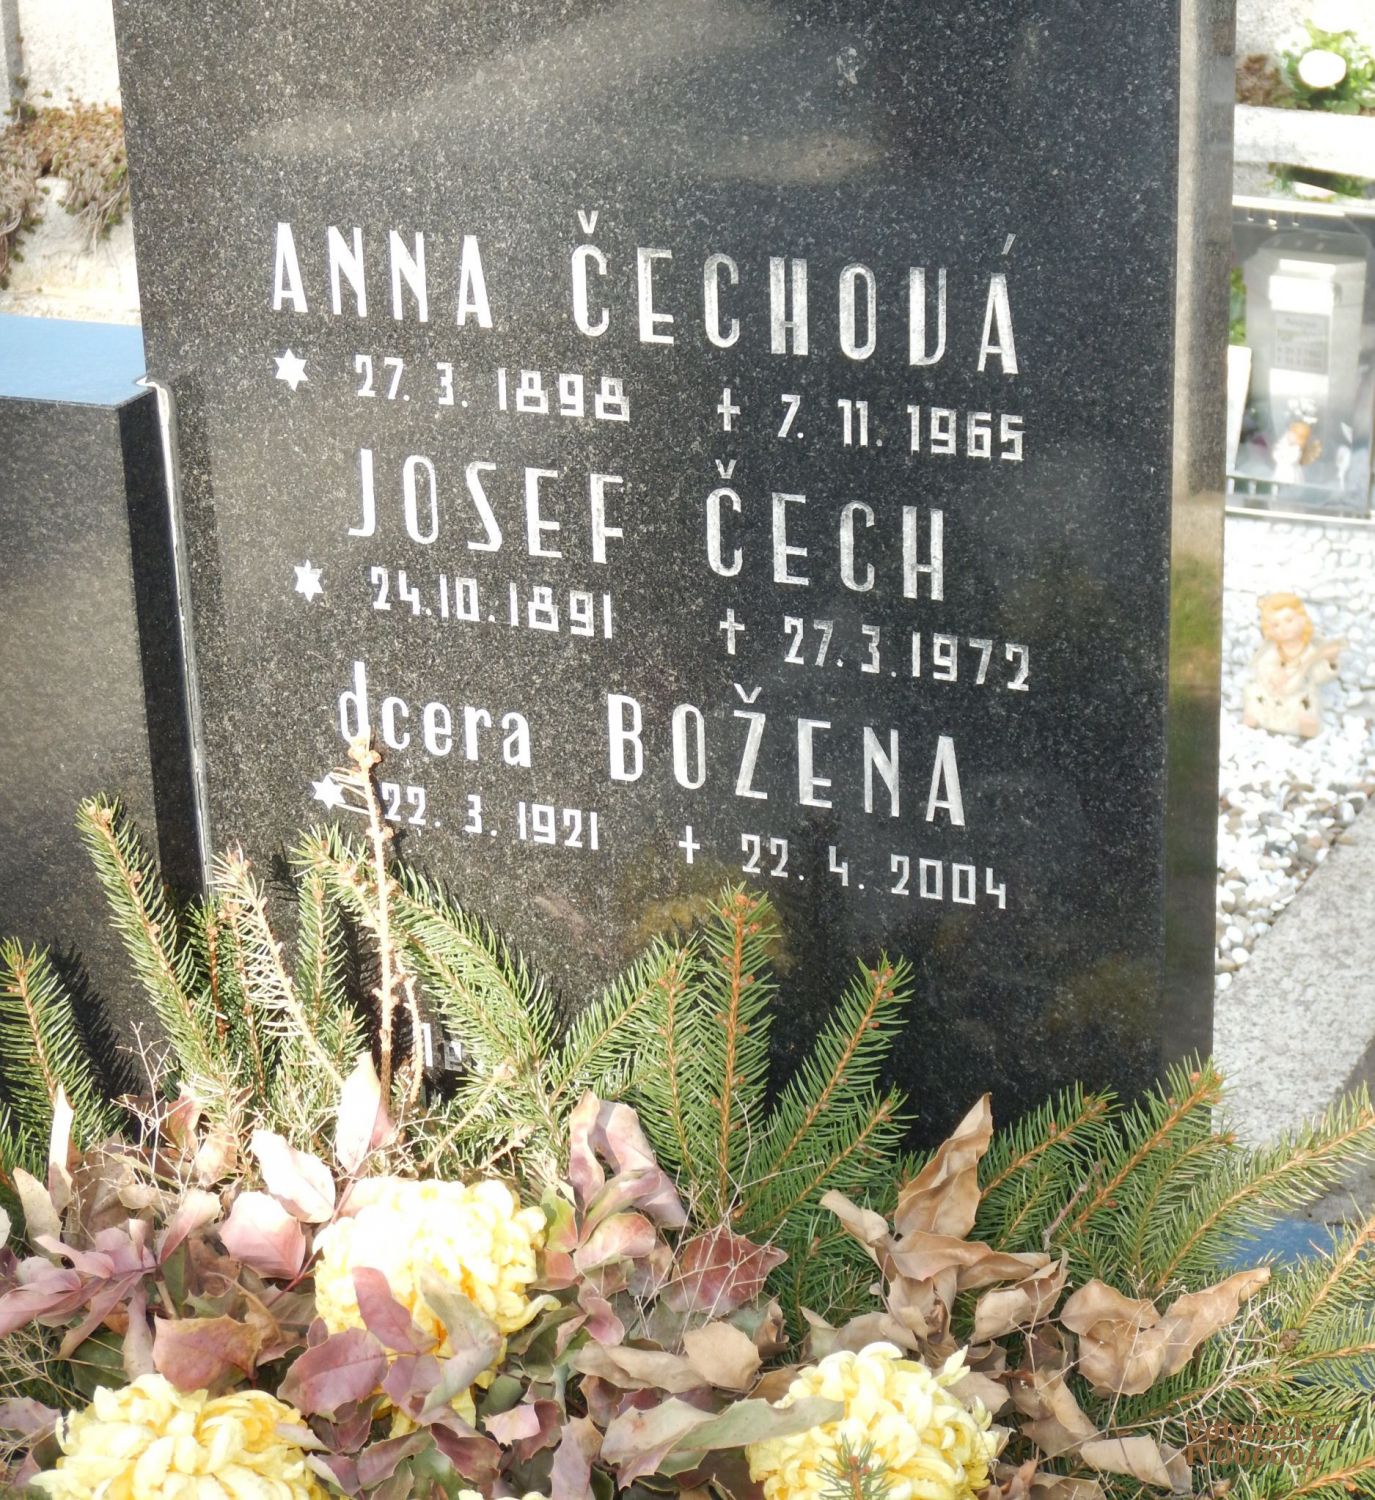 ANNA ČECHOVÁ
✶ 27. 3. 1898 + 7. 11. 1965
JOSEF ČECH
✶ 24.10.1891 + 27.3.1972
dcera BOŽENA
✶ 22. 3. 1921 + 22. 4. 2004